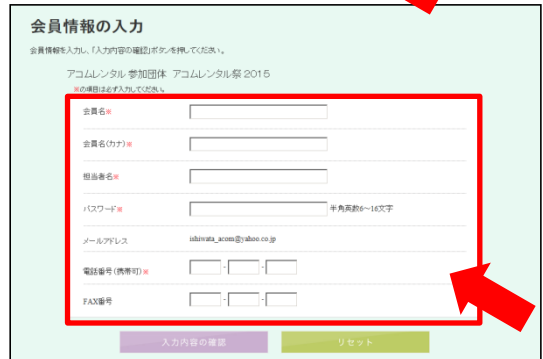 会員情報の入力
会員情報を入力し、「入力内容の確認」ボタンを押してください。
アコムレンタル 参加団体 アコムレンタル祭 2015
※の項目は必ず入力してください。
会員名※
会員名(カナ)※
担当者名※
パスワード※ 半角英数6～16文字
メールアドレス ishiwata_acom@yahoo.co.jp
電話番号(携帯可)※ - -
FAX番号 - -
入力内容の確認 リセット